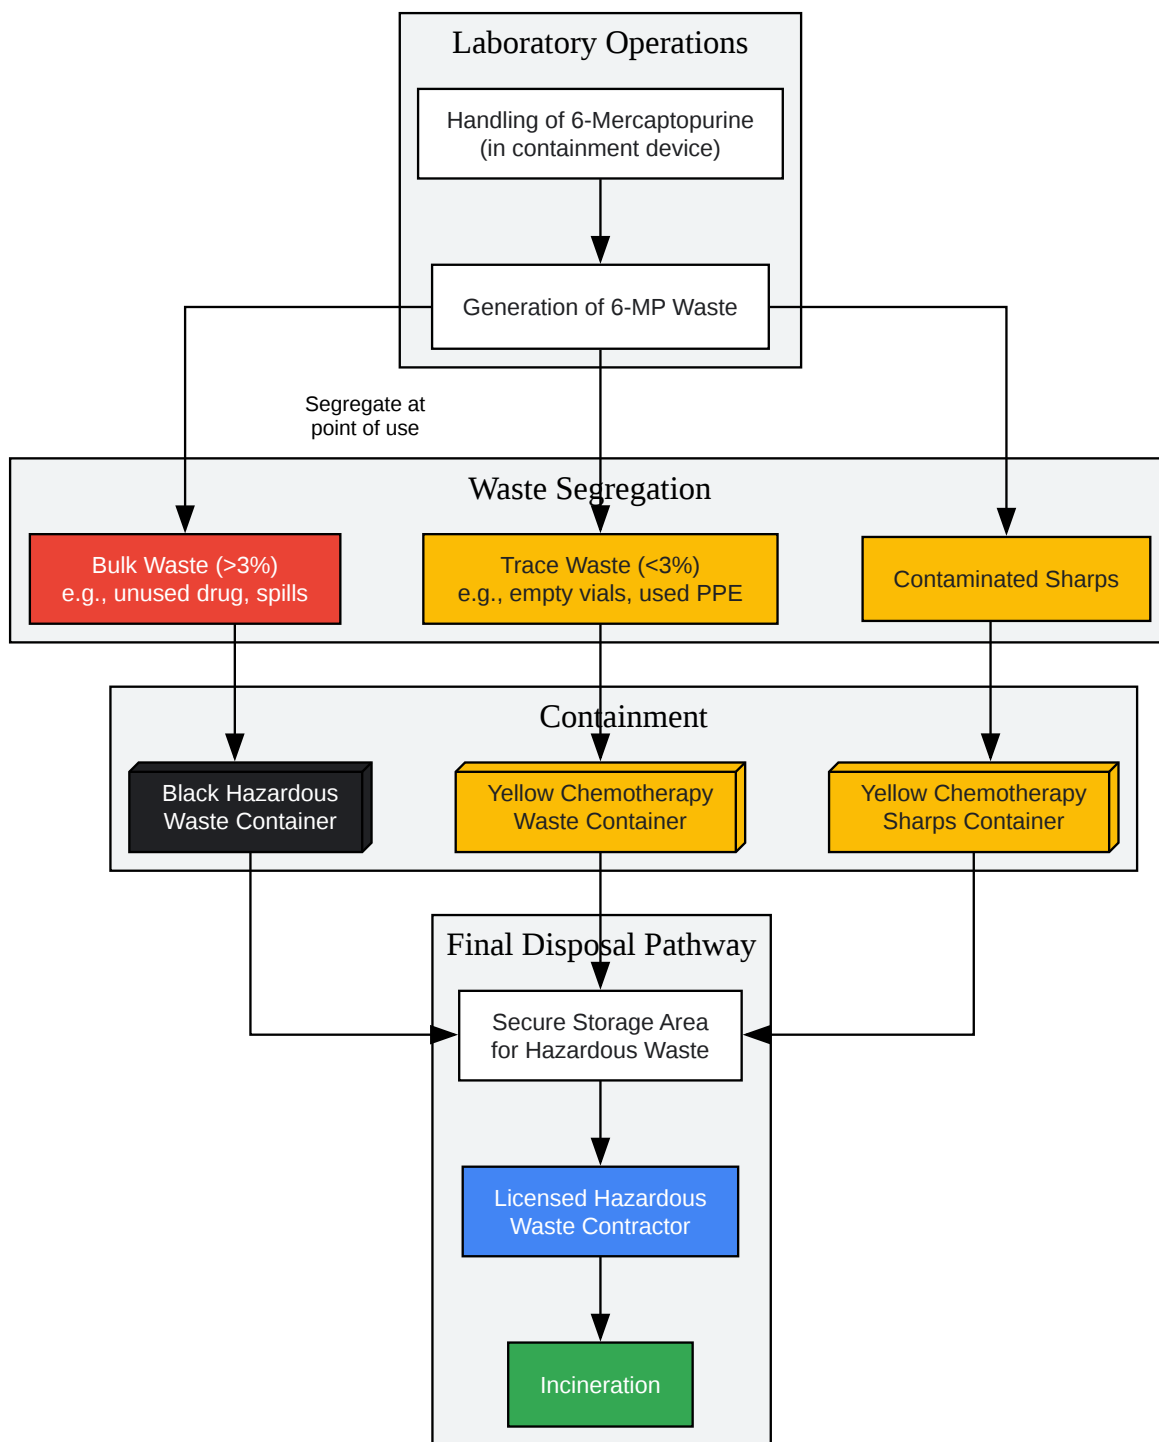 Laboratory Operations
Handling of 6-Mercaptopurine
(in containment device)
Generation of 6-MP Waste
Segregate at
point of use
Waste Segregation
Bulk Waste (>3%)
e.g., unused drug, spills
Trace Waste (<3%)
e.g., empty vials, used PPE
Contaminated Sharps
Containment
Black Hazardous
Waste Container
Yellow Chemotherapy
Waste Container
Yellow Chemotherapy
Sharps Container
Final Disposal Pathway
Secure Storage Area
for Hazardous Waste
Licensed Hazardous
Waste Contractor
Incineration